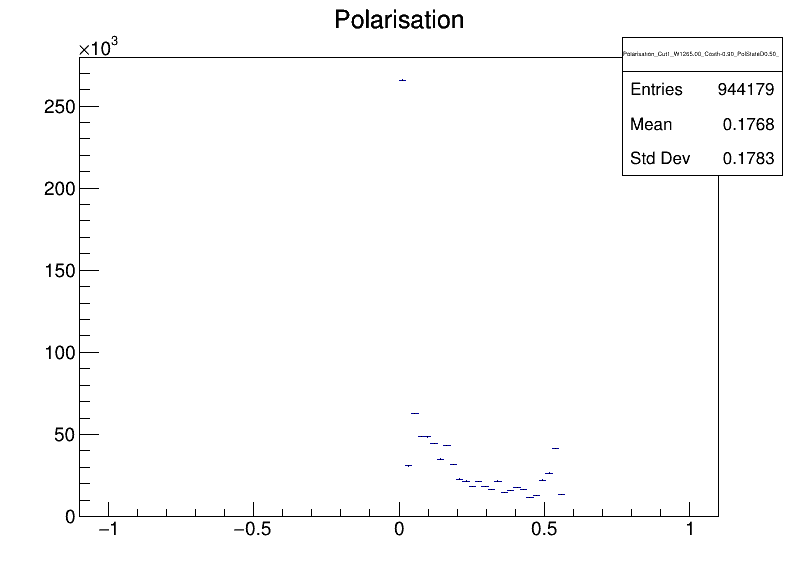 Polarisation
×10³
Polarisation_Cut1_W1265.00_Costh-0.90_PolStateD0.50_
Entries 944179
Mean 0.1768
Std Dev 0.1783
250
200
150
100
50
0
−1 −0.5 0 0.5 1